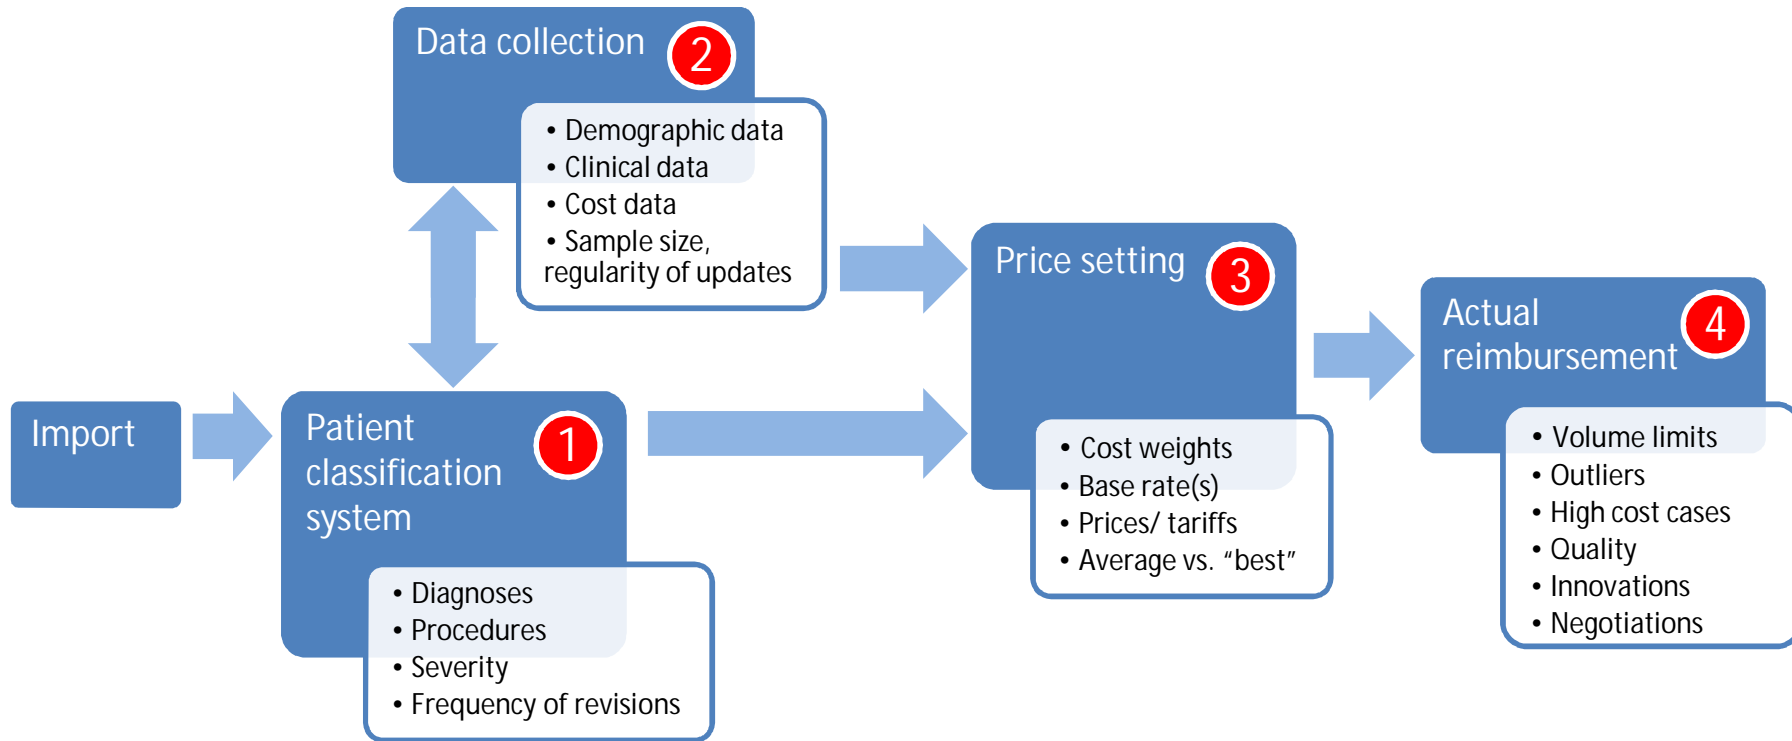 Data collection
2
• Demographic data
• Clinical data
• Cost data
• Sample size,
regularity of updates
Import
Patient
classification
system
1
• Diagnoses
• Procedures
• Severity
• Frequency of revisions
Price setting
3
• Cost weights
• Base rate(s)
• Prices/ tariffs
• Average vs. “best”
Actual
reimbursement
4
• Volume limits
• Outliers
• High cost cases
• Quality
• Innovations
• Negotiations